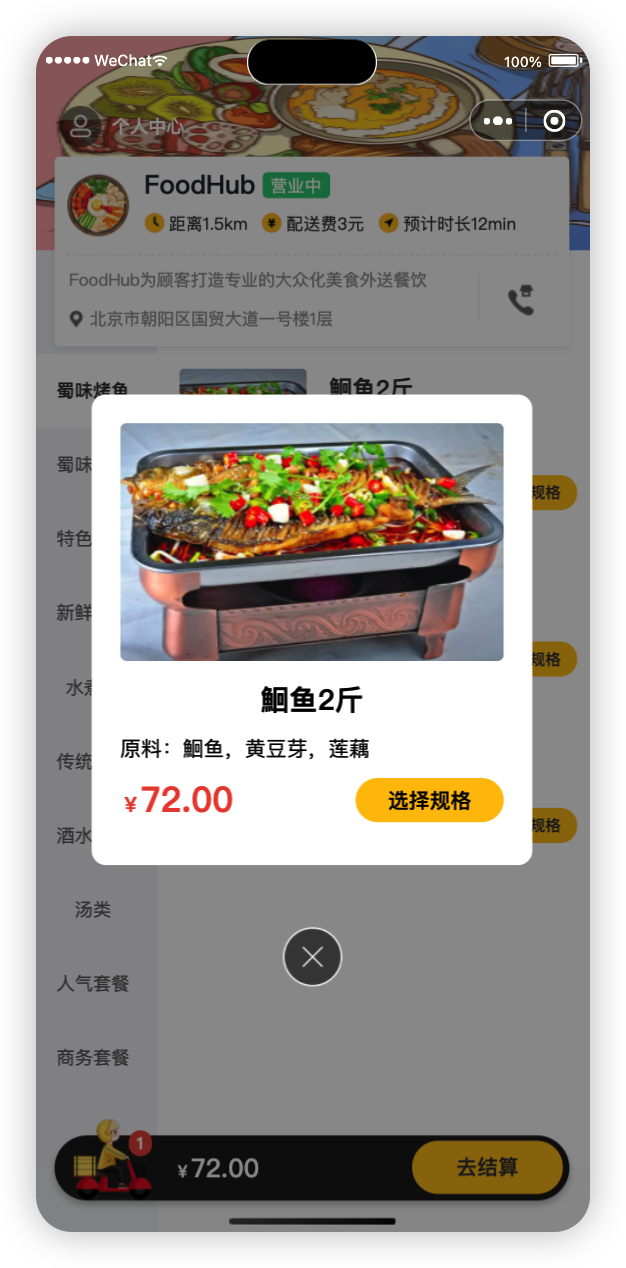 WeChat
100%
个人中心
FoodHub 营业中
距离1.5km 配送费3元 预计时长12min
FoodHub为顾客打造专业的大众化美食外送餐饮
北京市朝阳区国贸大道一号楼1层
蜀味烤鱼
鮰鱼2斤
蜀味
规格
特色
新鲜
规格
水煮
传统
酒水
规格
鮰鱼2斤
原料：鮰鱼，黄豆芽，莲藕
¥72.00
选择规格
汤类
人气套餐
商务套餐
1
¥72.00
去结算